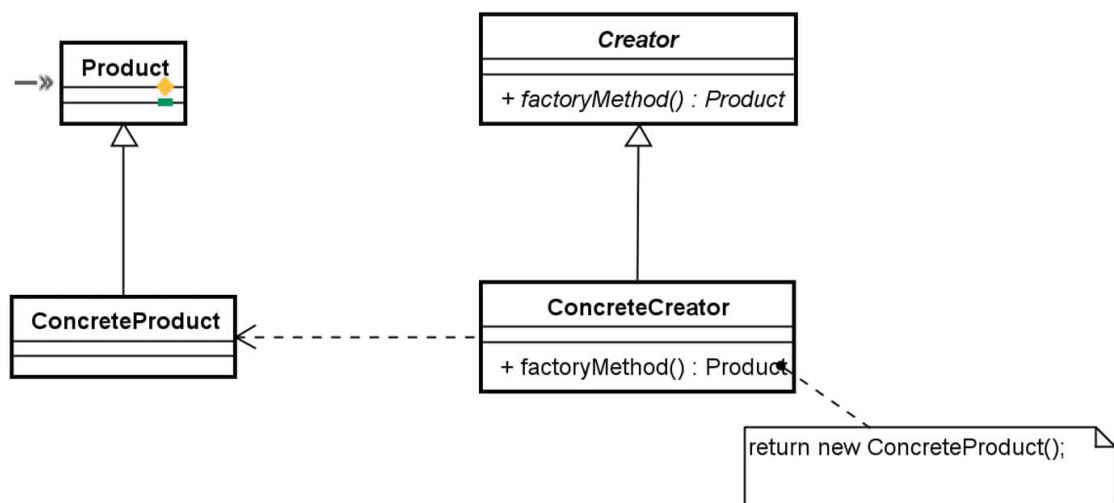 Product
Creator
+ factoryMethod() : Product
ConcreteProduct
ConcreteCreator
+ factoryMethod() : Product
return new ConcreteProduct();